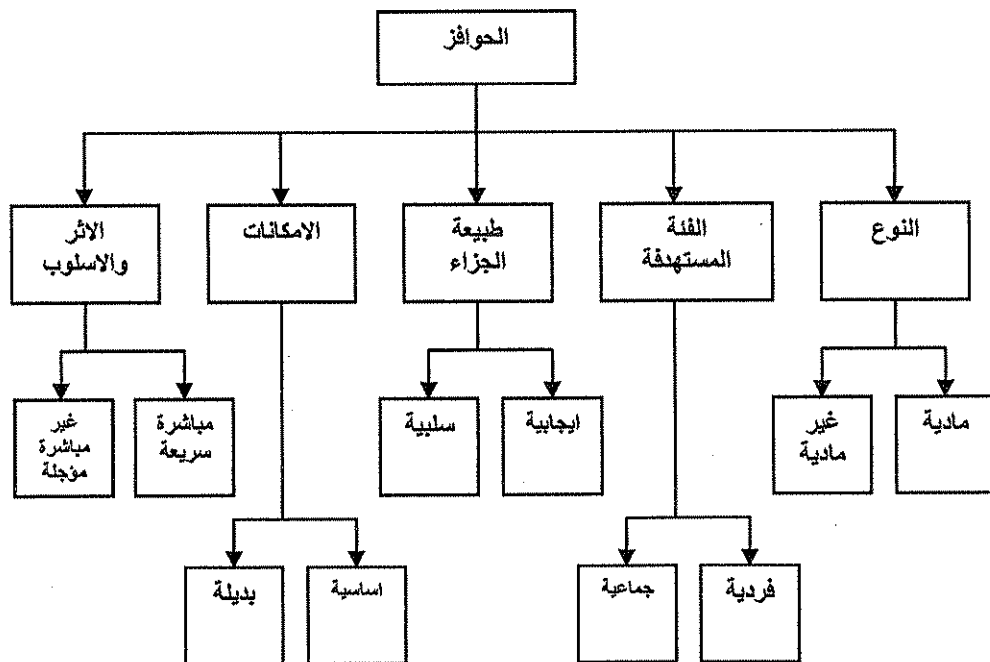 الحوافز
النوع
الفئة
المستهدفة
طبيعة
الجزاء
الامكانات
الاثر
والاسلوب
مادية
غير
مادية
ايجابية
سلبية
مباشرة
سريعة
غير
مباشرة
مؤجلة
فردية
جماعية
اساسية
بديلة